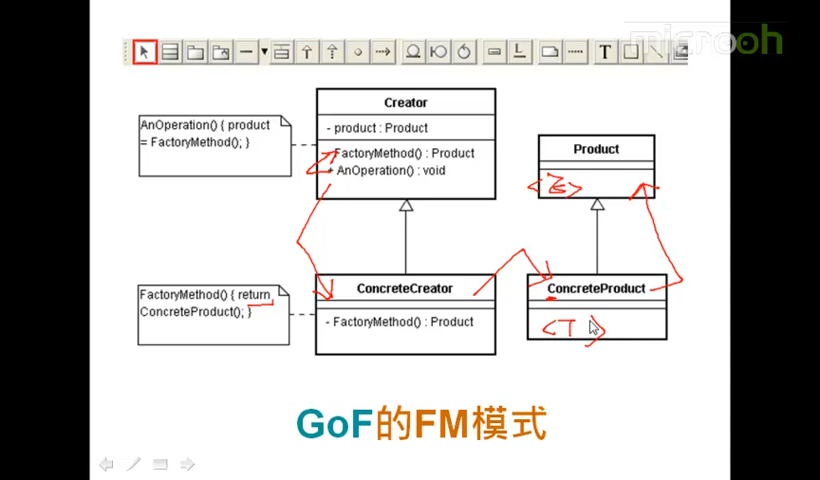 microoh
T
L
Creator
- product : Product
FactoryMethod() : Product
+ AnOperation() : void
AnOperation() { product
= FactoryMethod(); }
Product
<E>
ConcreteCreator
- FactoryMethod() : Product
FactoryMethod() { return
ConcreteProduct(); }
ConcreteProduct
<T>
GoF的FM模式